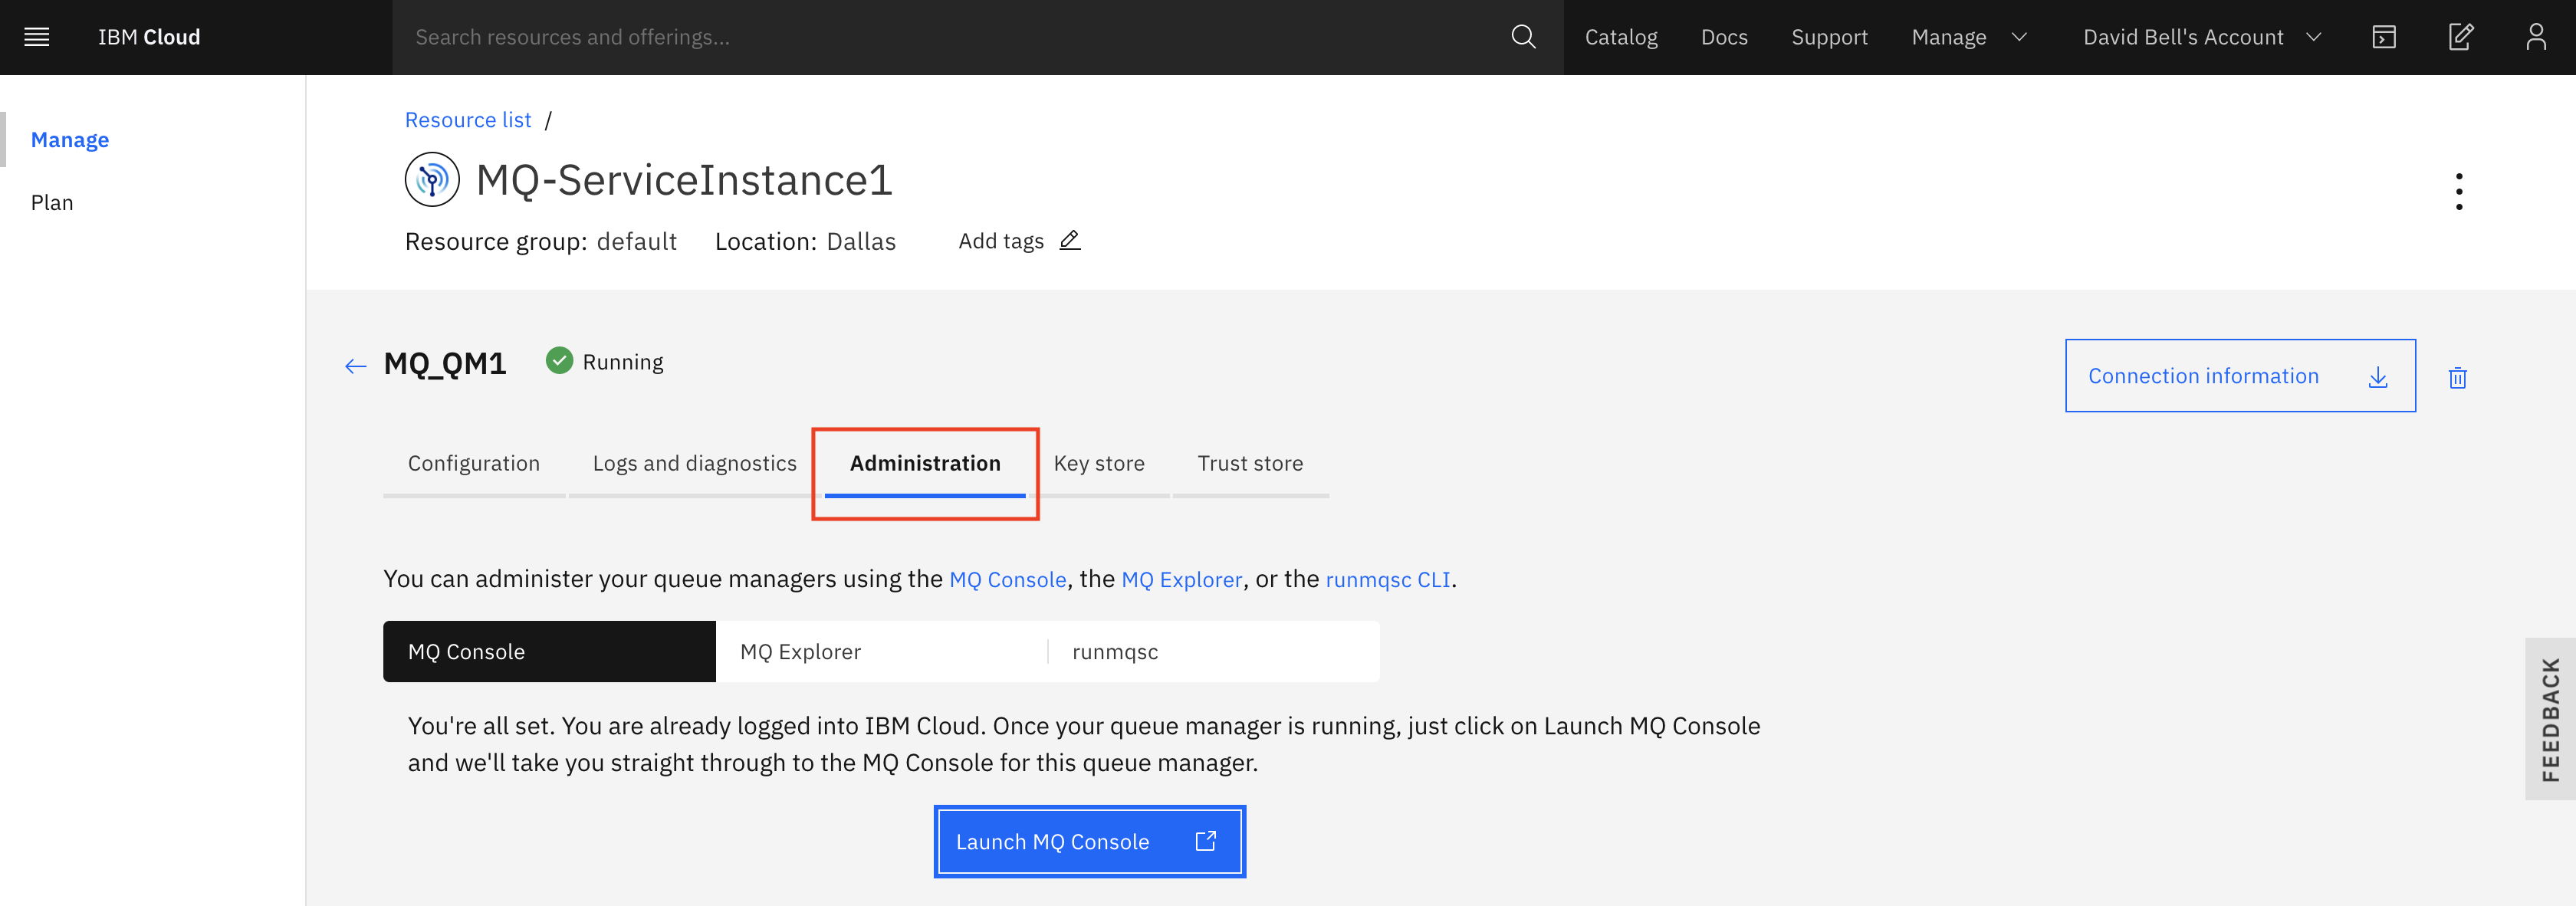 IBM Cloud
Search resources and offerings...
Catalog
Docs
Support
Manage
David Bell's Account
Manage
Plan
Resource list /
MQ-ServiceInstance1
Resource group: default Location: Dallas Add tags
MQ_QM1 Running
Connection information
Configuration
Logs and diagnostics
Administration
Key store
Trust store
You can administer your queue managers using the MQ Console, the MQ Explorer, or the runmqsc CLI.
MQ Console
MQ Explorer
runmqsc
You're all set. You are already logged into IBM Cloud. Once your queue manager is running, just click on Launch MQ Console
and we'll take you straight through to the MQ Console for this queue manager.
Launch MQ Console
FEEDBACK